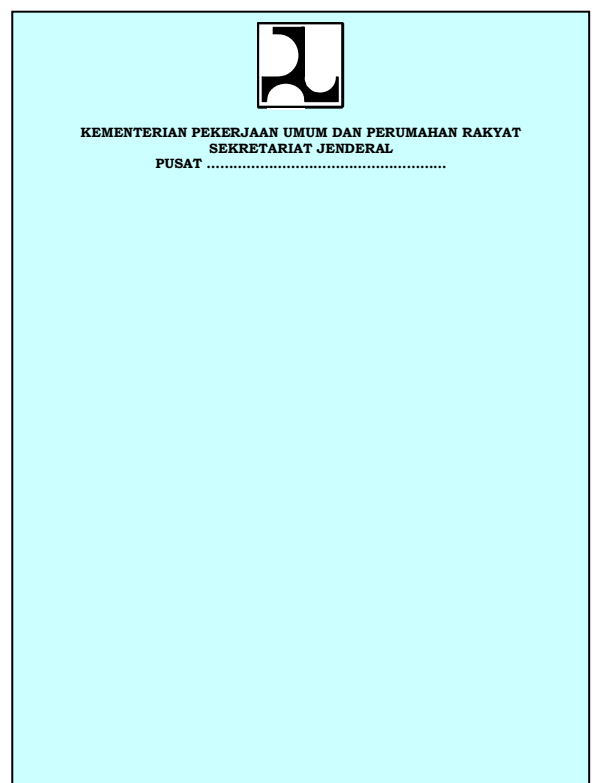 KEMENTERIAN PEKERJAAN UMUM DAN PERUMAHAN RAKYAT
SEKRETARIAT JENDERAL
PUSAT ......................................................